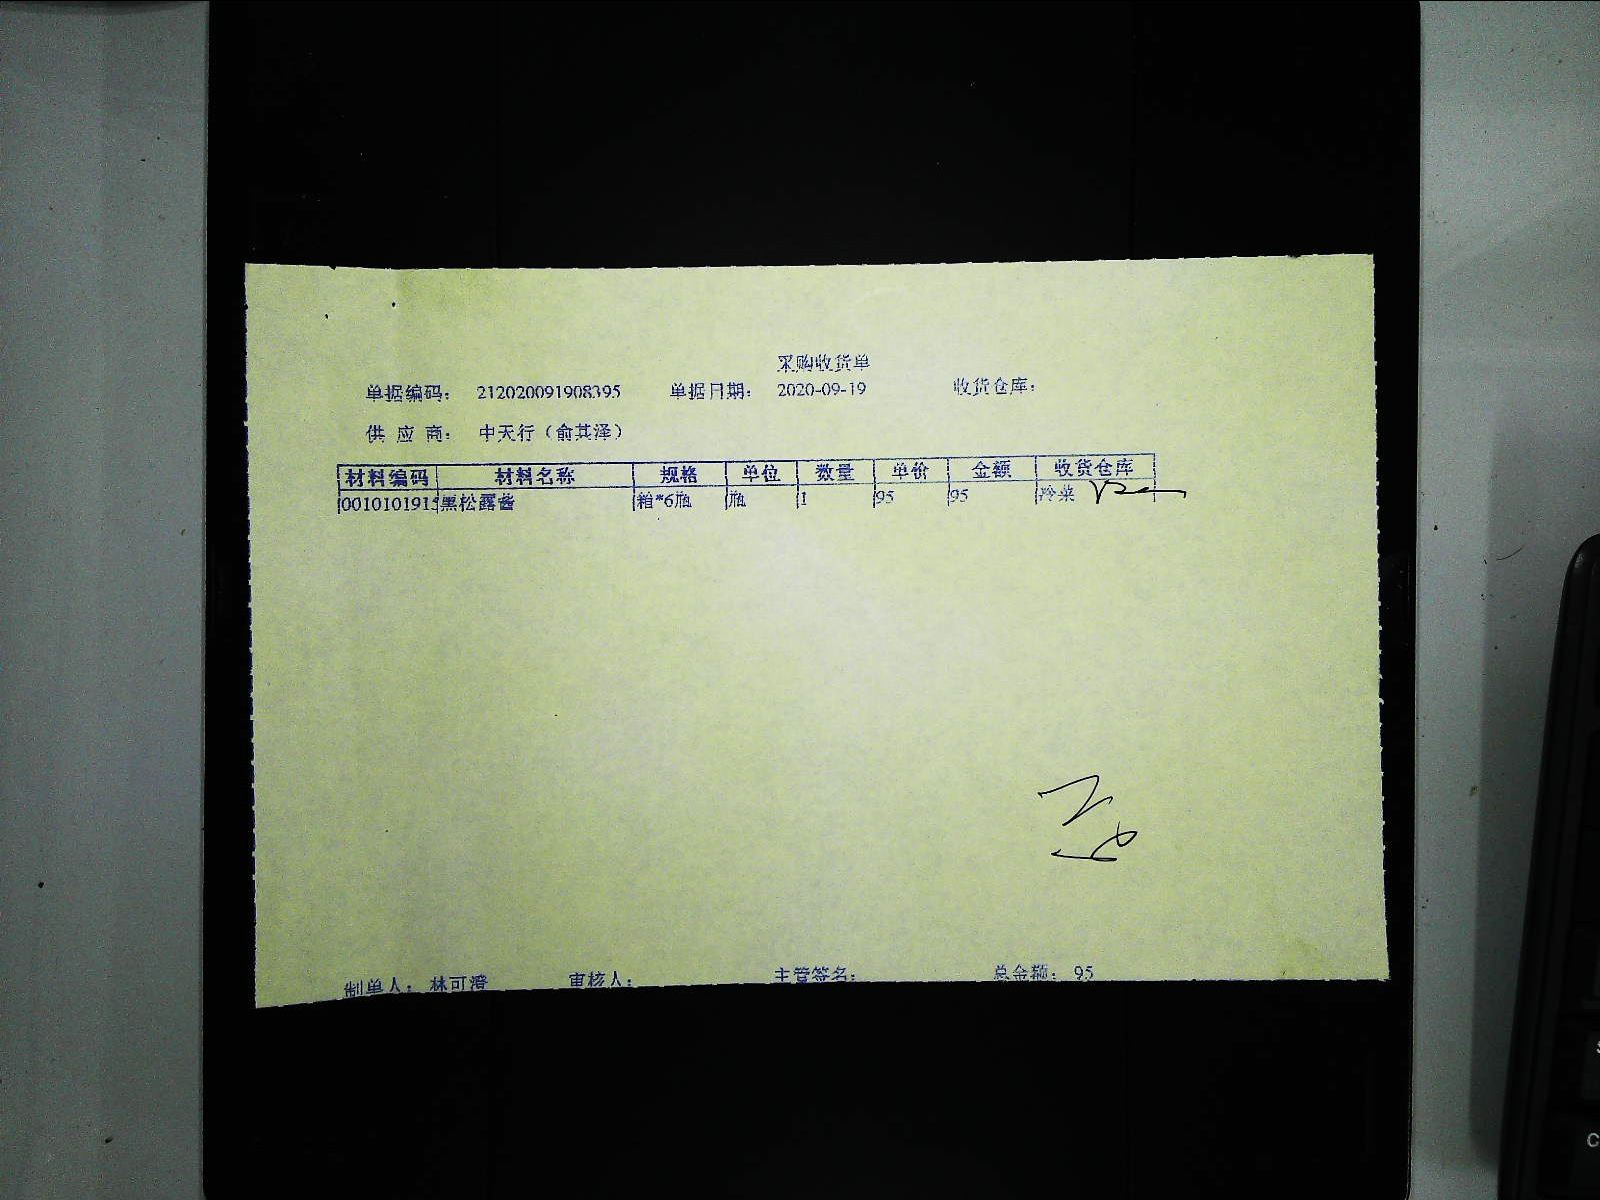 采购收货单
单据编码： 212020091908395 单据日期： 2020-09-19 收货仓库：
供 应 商： 中天行（俞其泽）
材料编码 材料名称 规格 单位 数量 单价 金额 收货仓库
0010101915 黑松露酱 箱*6瓶 瓶 1 95 95 冷菜
制单人： 林可澄 审核人： 主管签名： 总金额： 95